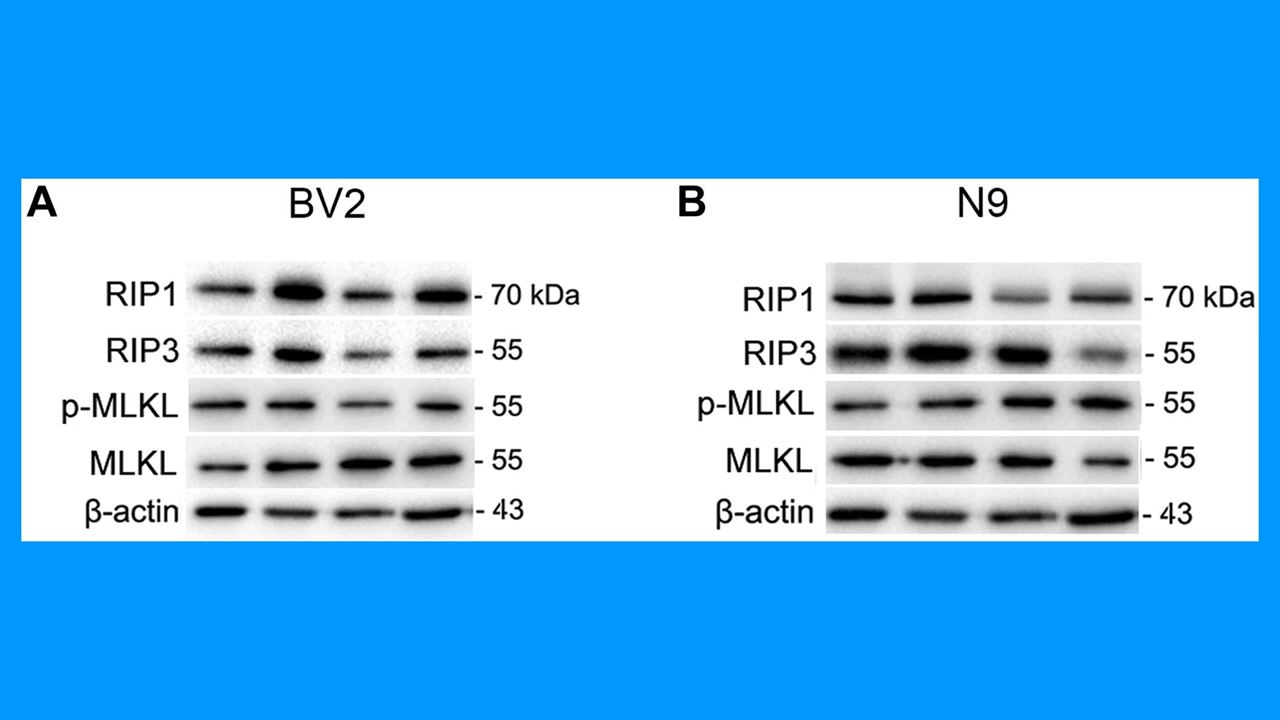 A BV2
RIP1 - 70 kDa
RIP3 - 55
p-MLKL - 55
MLKL - 55
β-actin - 43
B N9
RIP1 - 70 kDa
RIP3 - 55
p-MLKL - 55
MLKL - 55
β-actin - 43